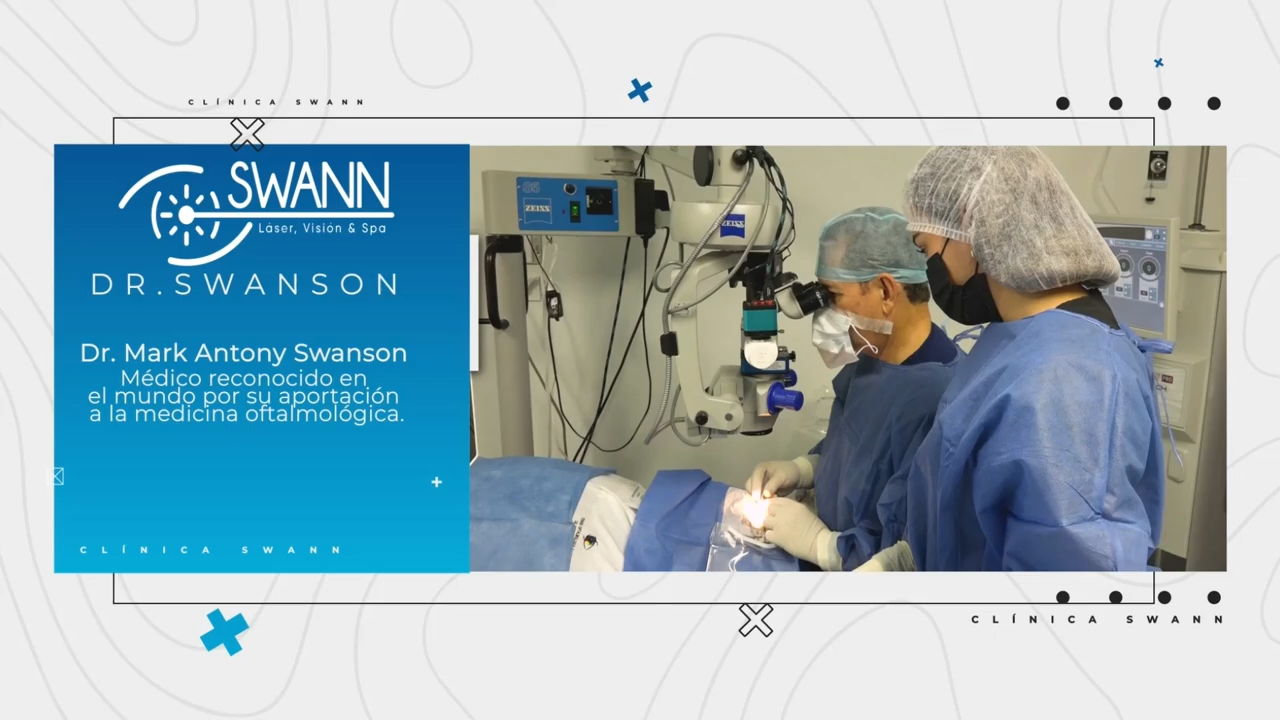 CLÍNICA SWANN
SWANN
Láser, Visión & Spa
DR.SWANSON
Dr. Mark Antony Swanson
Médico reconocido en
el mundo por su aportación
a la medicina oftalmológica.
CLÍNICA SWANN
ZEISS
ZEISS
CLÍNICA SWANN